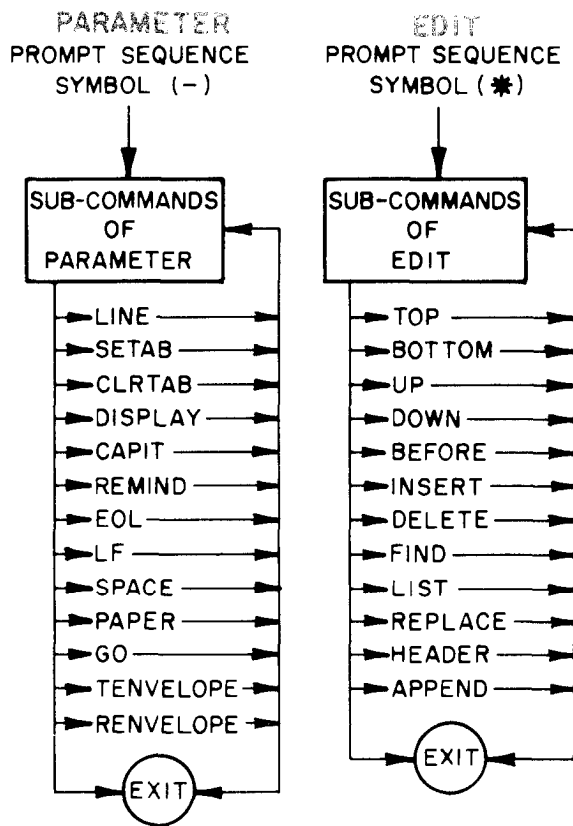 PARAMETER
PROMPT SEQUENCE
SYMBOL (-)
SUB-COMMANDS
OF
PARAMETER
LINE
SETAB
CLRTAB
DISPLAY
CAPIT
REMIND
EOL
LF
SPACE
PAPER
GO
TENVELOPE
RENVELOPE
EXIT
EDIT
PROMPT SEQUENCE
SYMBOL (✱)
SUB-COMMANDS
OF
EDIT
TOP
BOTTOM
UP
DOWN
BEFORE
INSERT
DELETE
FIND
LIST
REPLACE
HEADER
APPEND
EXIT